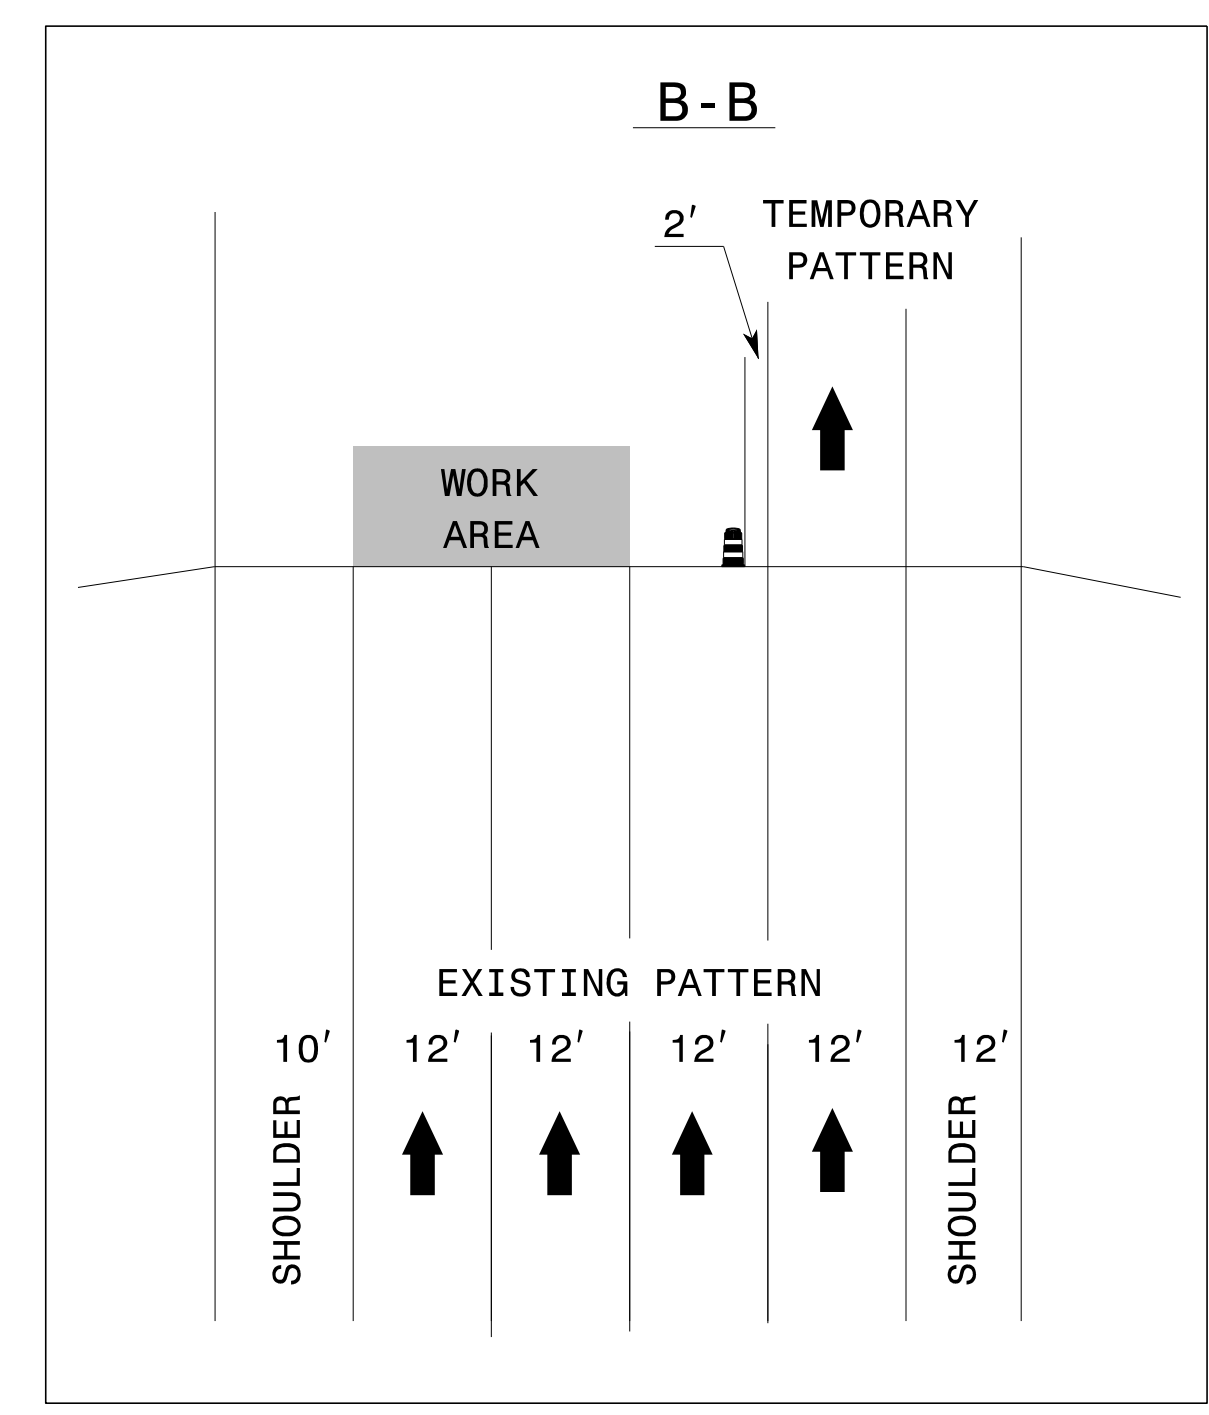 B-B
2'
TEMPORARY
PATTERN
WORK
AREA
EXISTING PATTERN
10' 12' 12' 12' 12' 12'
SHOULDER
SHOULDER